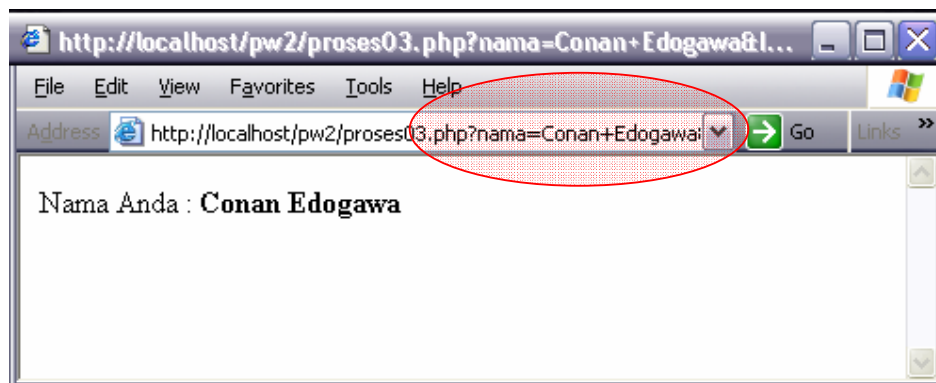 http://localhost/pw2/proses03.php?nama=Conan+Edogawa&l...
File Edit View Favorites Tools Help
Address http://localhost/pw2/proses03.php?nama=Conan+Edogawa Go Links »
Nama Anda : Conan Edogawa